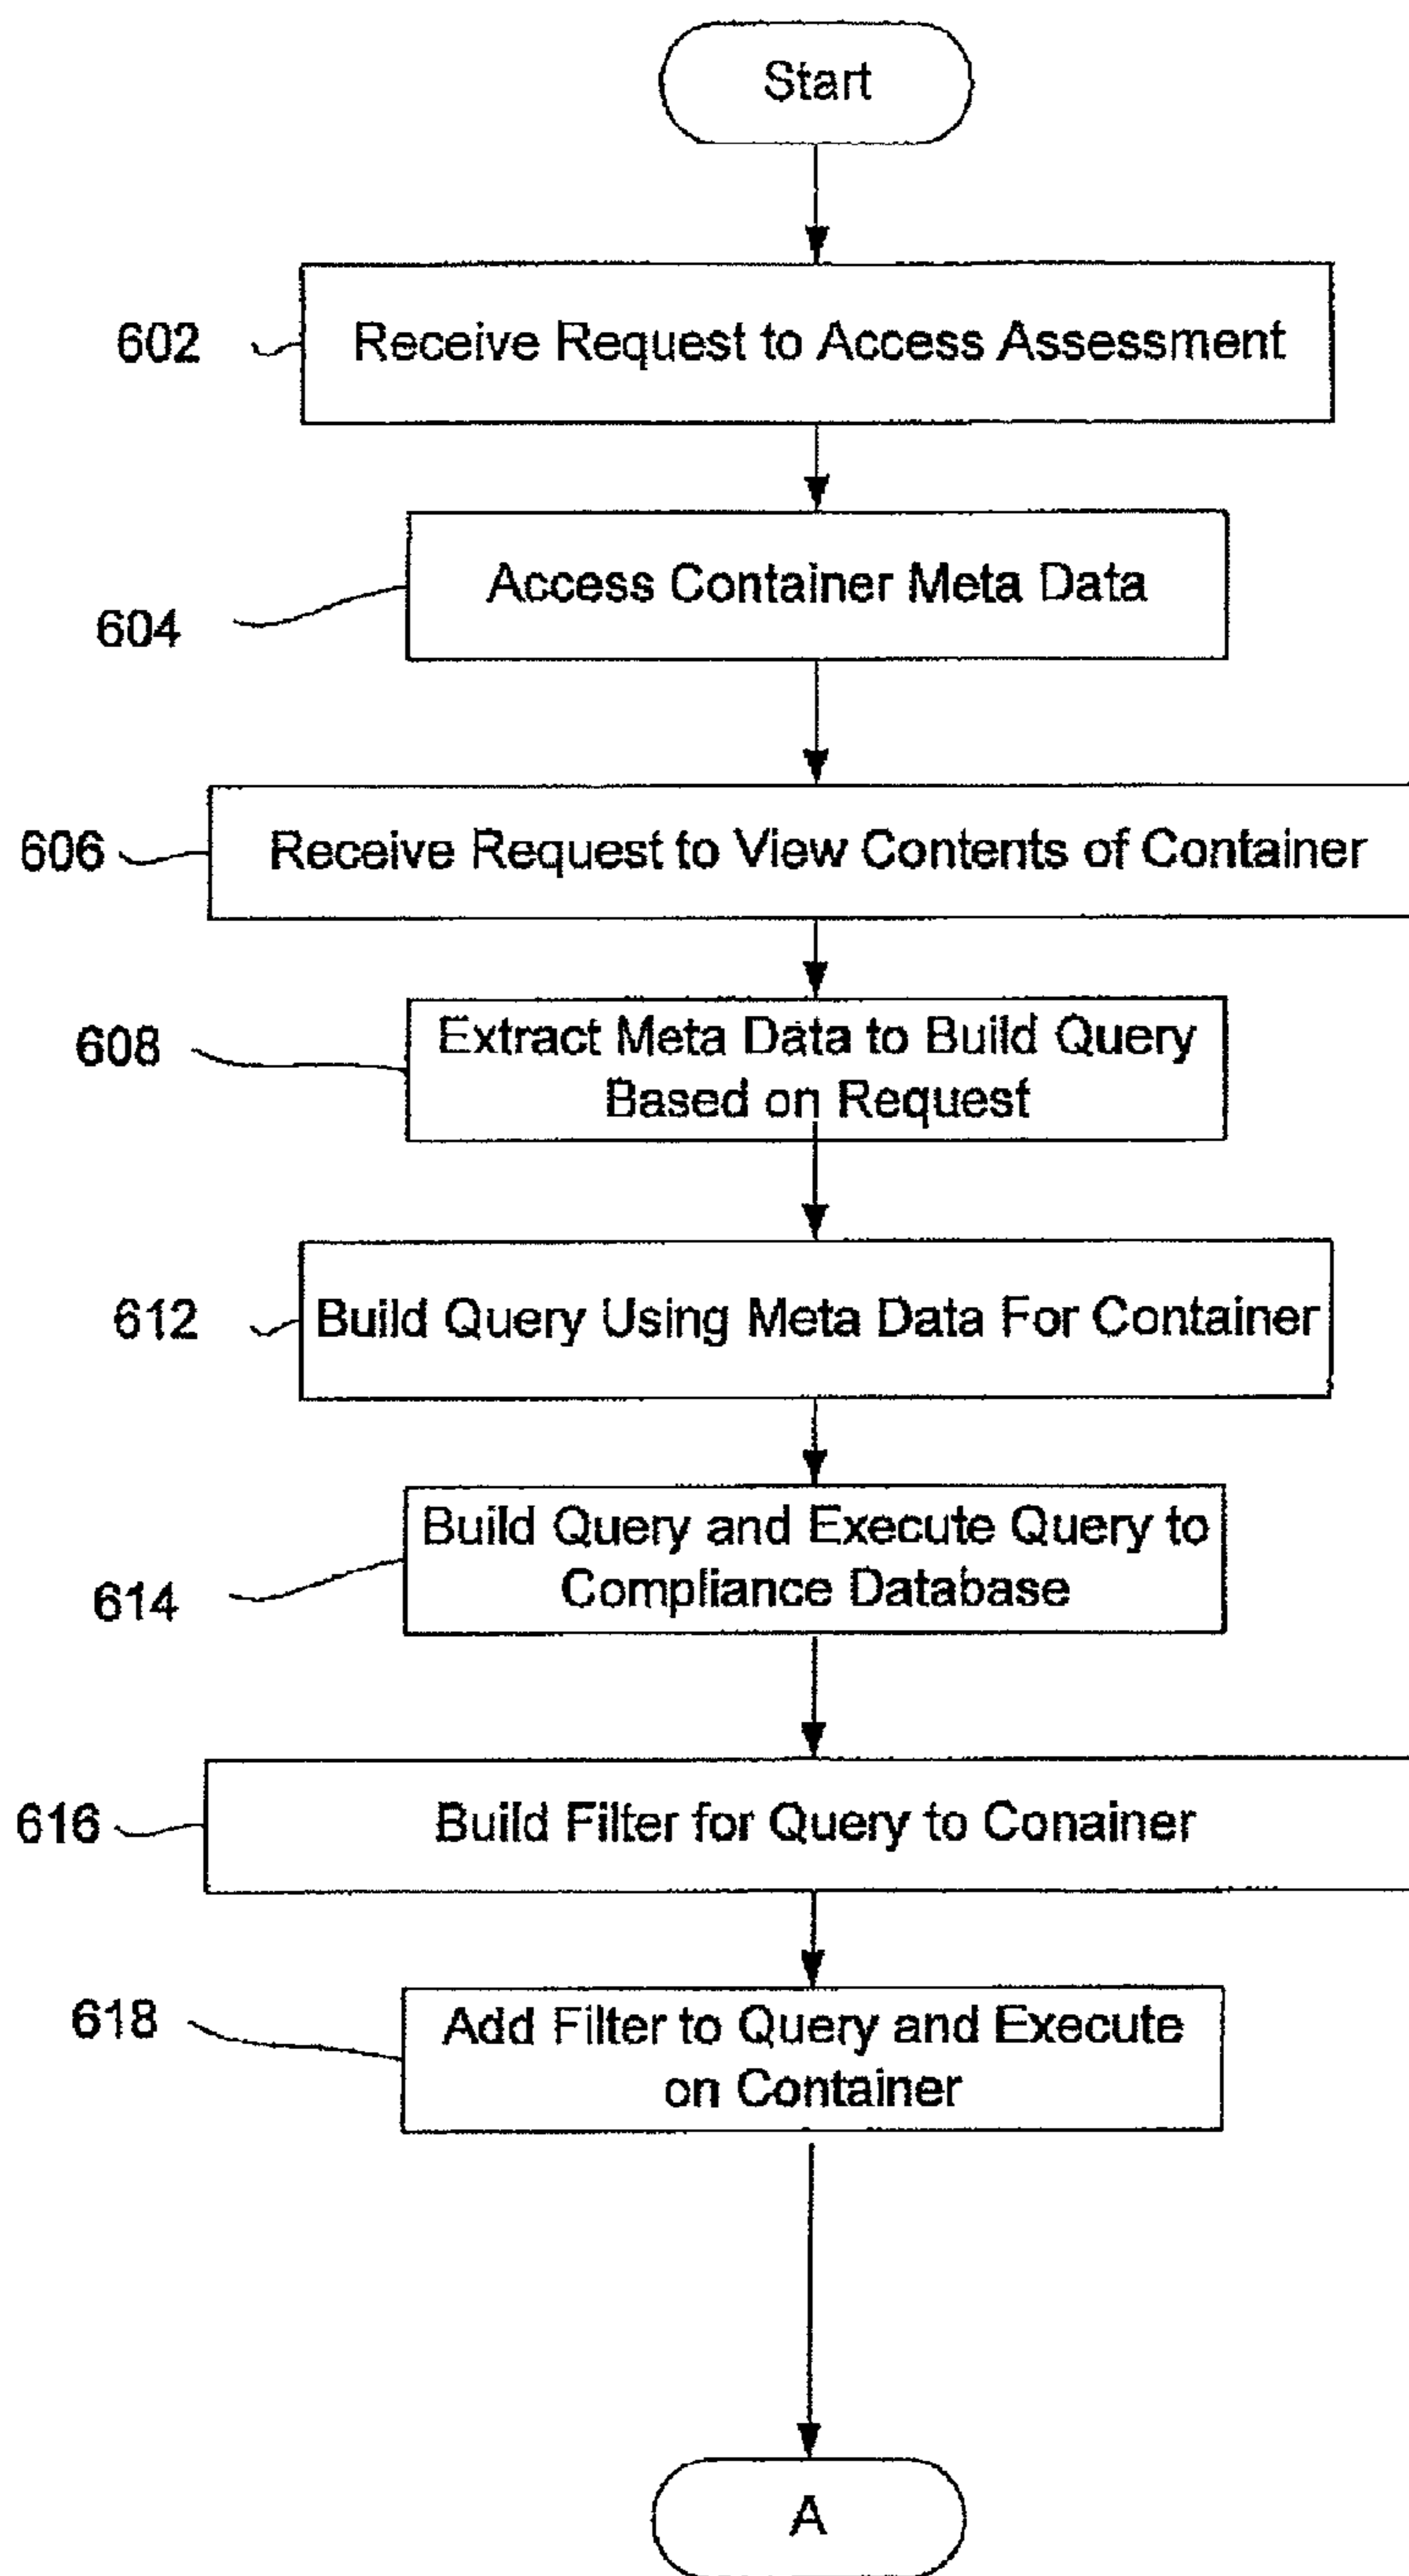 Start
602
Receive Request to Access Assessment
Access Container Meta Data
604
606
Receive Request to View Contents of Container
608
Extract Meta Data to Build Query
Based on Request
612
Build Query Using Meta Data For Container
Build Query and Execute Query to
Compliance Database
614
616
Build Filter for Query to Conainer
618
Add Filter to Query and Execute
on Container
A